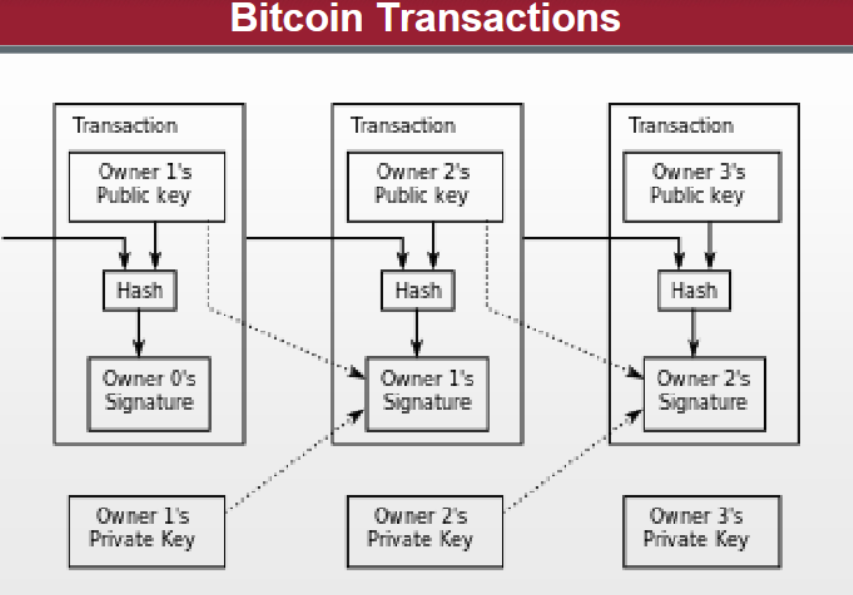 Bitcoin Transactions
Transaction
Owner 1's
Public key
Hash
Owner 0's
Signature
Transaction
Owner 2's
Public key
Hash
Owner 1's
Signature
Transaction
Owner 3's
Public key
Hash
Owner 2's
Signature
Owner 1's
Private Key
Owner 2's
Private Key
Owner 3's
Private Key